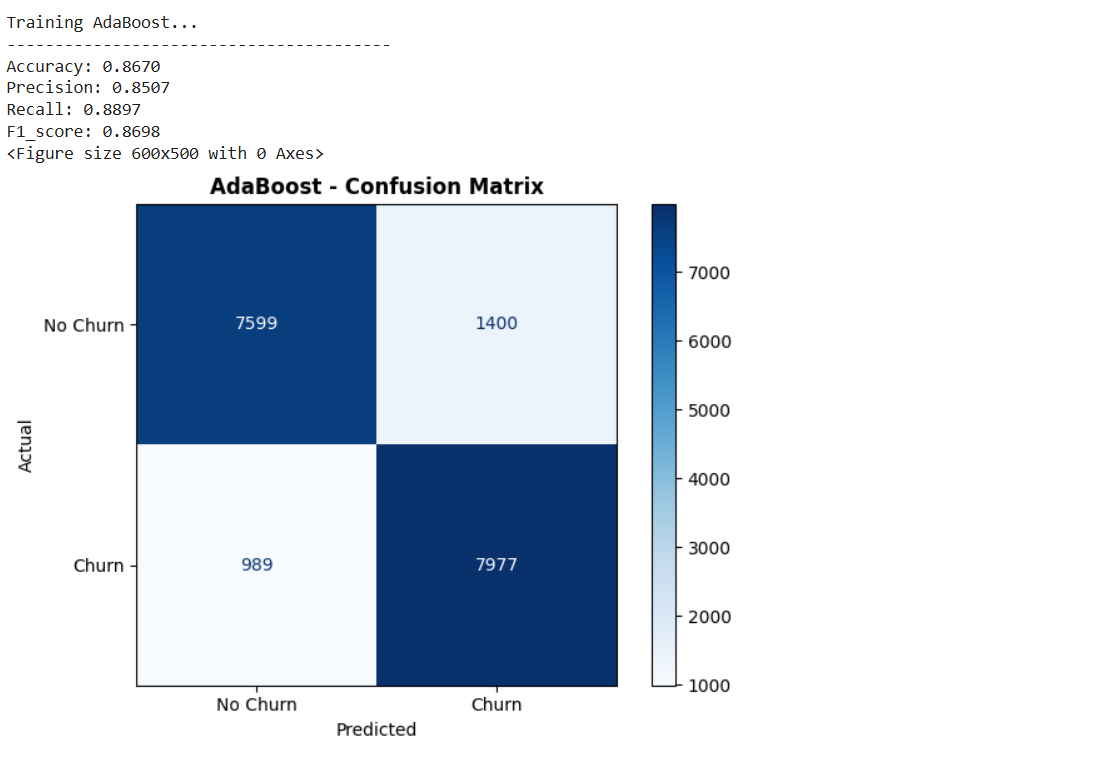 Training AdaBoost...
----------------------------------------
Accuracy: 0.8670
Precision: 0.8507
Recall: 0.8897
F1_score: 0.8698
<Figure size 600x500 with 0 Axes>
AdaBoost - Confusion Matrix
No Churn
7599
1400
Churn
989
7977
Actual
No Churn
Churn
Predicted
7000
6000
5000
4000
3000
2000
1000